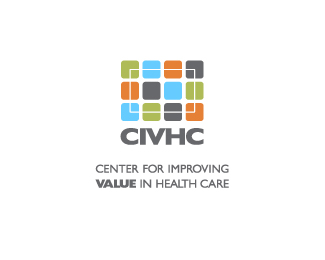 CIVHC
CENTER FOR IMPROVING
VALUE IN HEALTH CARE